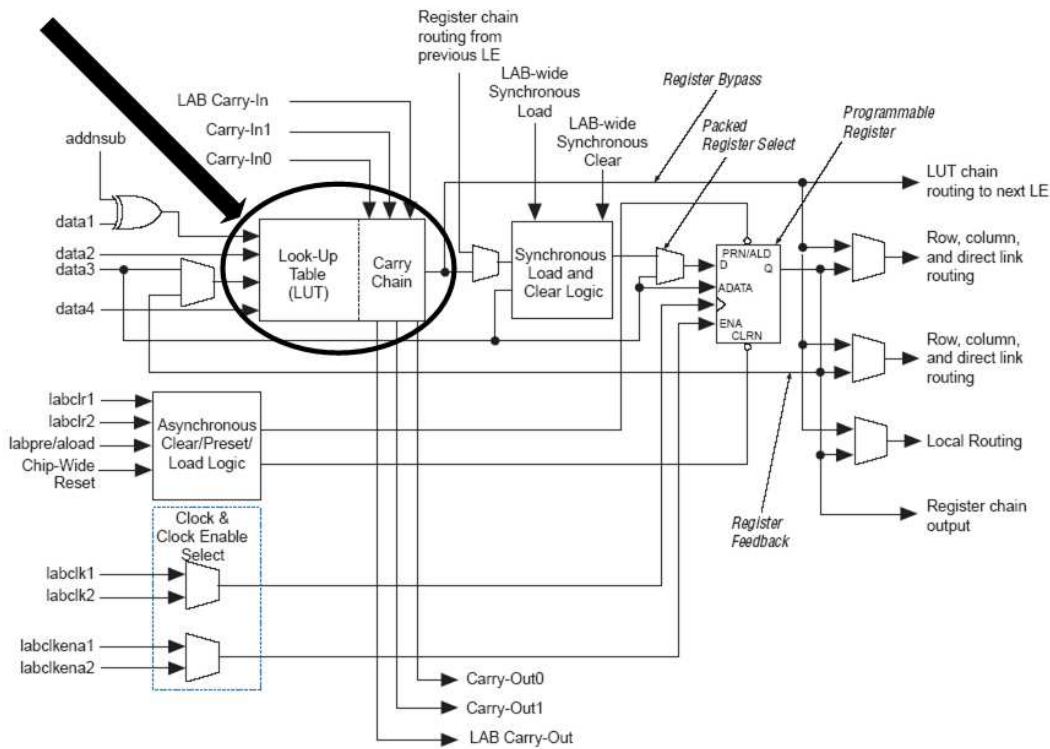 Register chain
routing from
previous LE
LAB-wide
Synchronous
Load
LAB-wide
Synchronous
Clear
Register Bypass
Packed
Register Select
Programmable
Register
LAB Carry-In
Carry-In1
Carry-In0
addnsub
data1
data2
data3
data4
Look-Up
Table
(LUT)
Carry
Chain
Synchronous
Load and
Clear Logic
PRN/ALD
D
Q
ADATA
ENA
CLRN
LUT chain
routing to next LE
Row, column,
and direct link
routing
Row, column,
and direct link
routing
Local Routing
Register chain
output
Register
Feedback
labclr1
labclr2
labpre/aload
Chip-Wide
Reset
Asynchronous
Clear/Preset/
Load Logic
Clock &
Clock Enable
Select
labclk1
labclk2
labclkena1
labclkena2
Carry-Out0
Carry-Out1
LAB Carry-Out